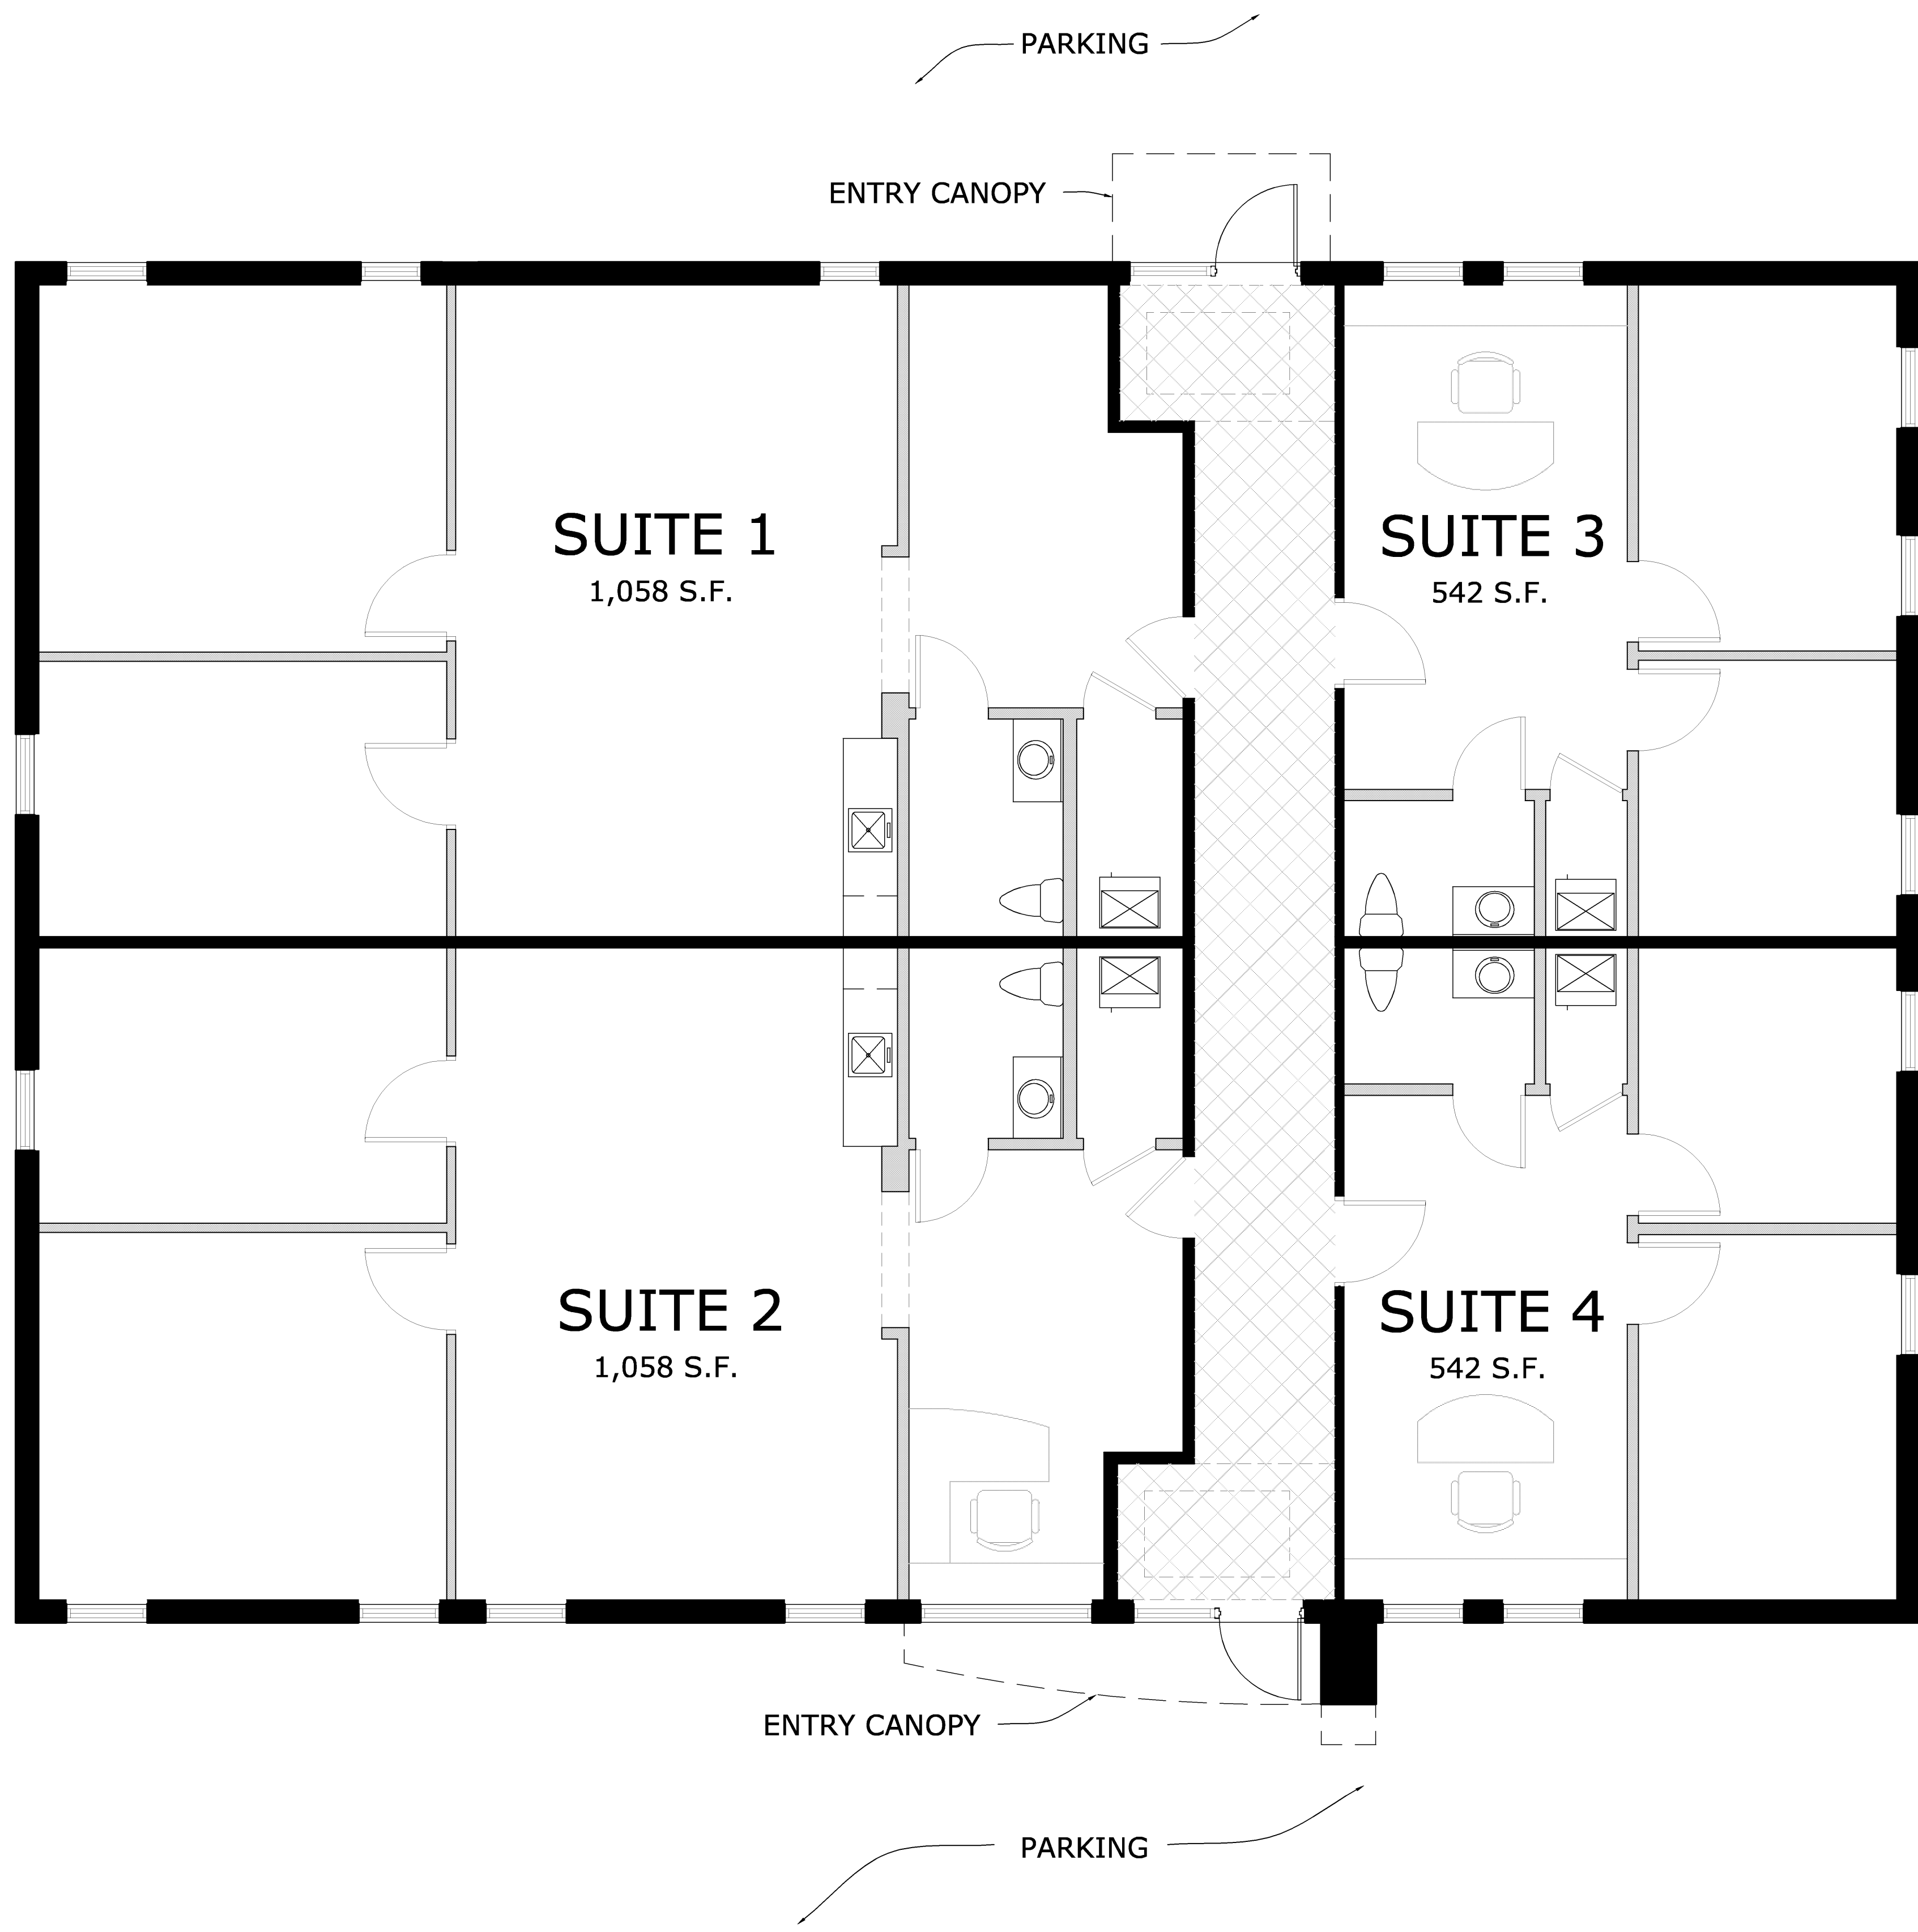 PARKING
ENTRY CANOPY
SUITE 1
1,058 S.F.
SUITE 3
542 S.F.
SUITE 2
1,058 S.F.
SUITE 4
542 S.F.
ENTRY CANOPY
PARKING